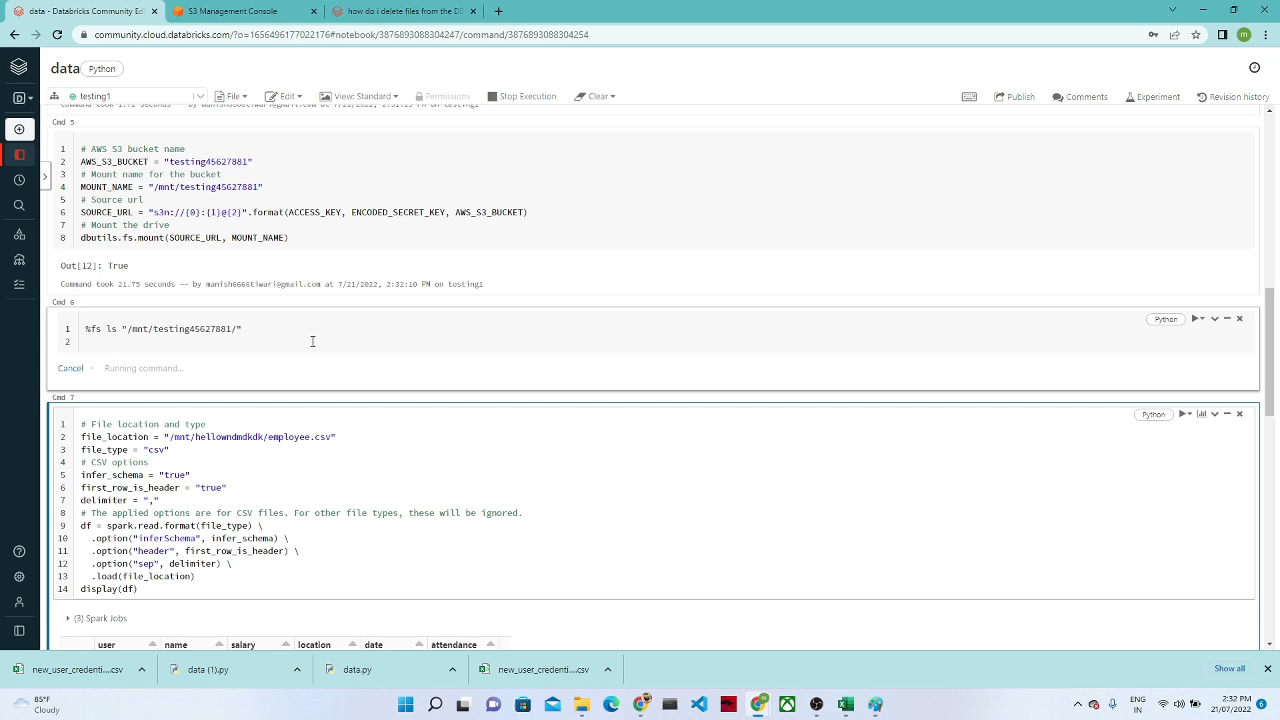 data - Databricks Community Edi
S3 Management Console
how do i delete files from the DB
community.cloud.databricks.com/?o=1656496177022176#notebook/3876893088304247/command/3876893088304254
m
data Python
testing1 File Edit View: Standard Permissions Stop Execution Clear Publish Comments Experiment Revision history
Cmd 5
1 # AWS S3 bucket name
2 AWS_S3_BUCKET = "testing45627881"
3 # Mount name for the bucket
4 MOUNT_NAME = "/mnt/testing45627881"
5 # Source url
6 SOURCE_URL = "s3n://{0}:{1}@{2}".format(ACCESS_KEY, ENCODED_SECRET_KEY, AWS_S3_BUCKET)
7 # Mount the drive
8 dbutils.fs.mount(SOURCE_URL, MOUNT_NAME)
Out[12]: True
Command took 21.75 seconds -- by manish6666tiwari@gmail.com at 7/21/2022, 2:32:10 PM on testing1
Cmd 6
Python
1 %fs ls "/mnt/testing45627881/"
2
Cancel Running command...
Cmd 7
Python
1 # File location and type
2 file_location = "/mnt/hellowndmdkdk/employee.csv"
3 file_type = "csv"
4 # CSV options
5 infer_schema = "true"
6 first_row_is_header = "true"
7 delimiter = ","
8 # The applied options are for CSV files. For other file types, these will be ignored.
9 df = spark.read.format(file_type) \
10 .option("inferSchema", infer_schema) \
11 .option("header", first_row_is_header) \
12 .option("sep", delimiter) \
13 .load(file_location)
14 display(df)
(3) Spark Jobs
user name salary location date attendance
new_user_credenti....csv data (1).py data.py new_user_credenti....csv Show all
85°F
Cloudy
ENG
IN
2:32 PM
21/07/2022